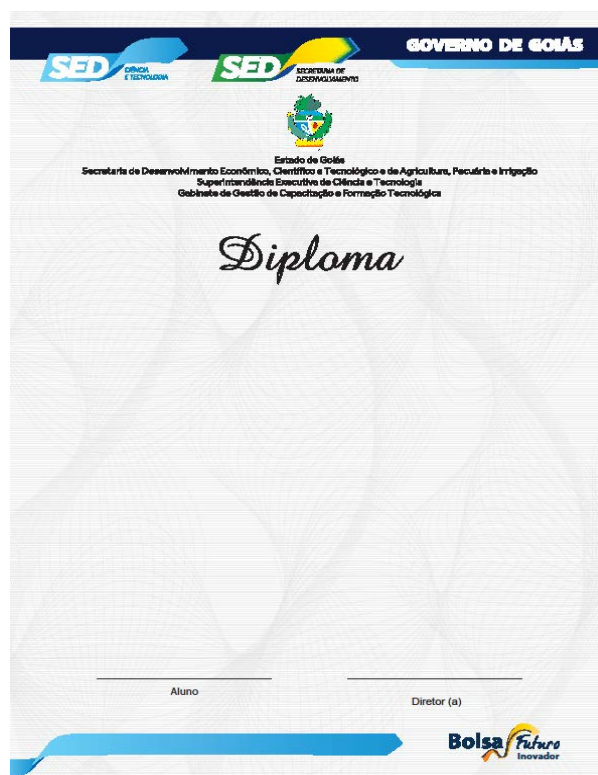 GOVERNO DE GOIÁS
SED CIÊNCIA
E TECNOLOGIA
SED SECRETARIA DE
DESENVOLVIMENTO
Estado de Goiás
Secretaria de Desenvolvimento Econômico, Científico e Tecnológico e de Agricultura, Pecuária e Irrigação
Superintendência Executiva de Ciência e Tecnologia
Gabinete de Gestão de Capacitação e Formação Tecnológica
Diploma
Aluno
Diretor (a)
Bolsa Futuro
Inovador